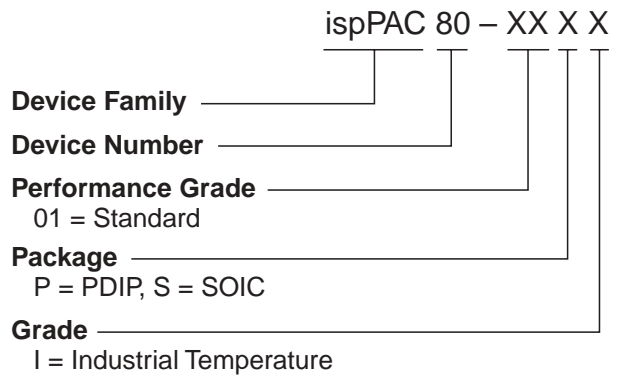 ispPAC 80 – XX X X
Device Family
Device Number
Performance Grade
01 = Standard
Package
P = PDIP, S = SOIC
Grade
I = Industrial Temperature